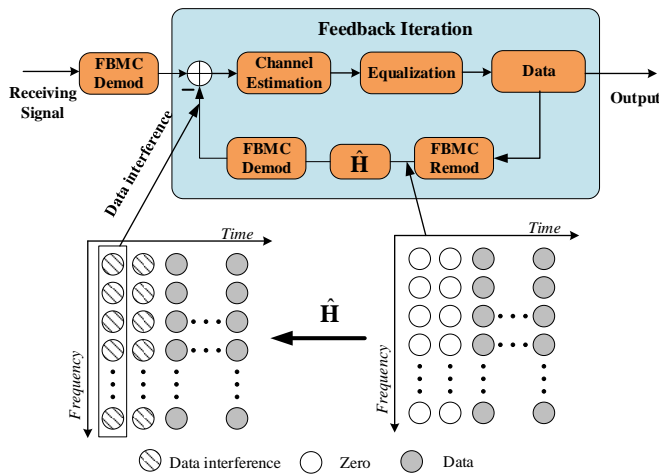 Feedback Iteration
FBMC
Demod
Channel
Estimation
Equalization
Data
Receiving
Signal
Output
Data interference
FBMC
Demod
Ĥ
FBMC
Remod
Time
Frequency
Ĥ
Time
Frequency
Data interference
Zero
Data